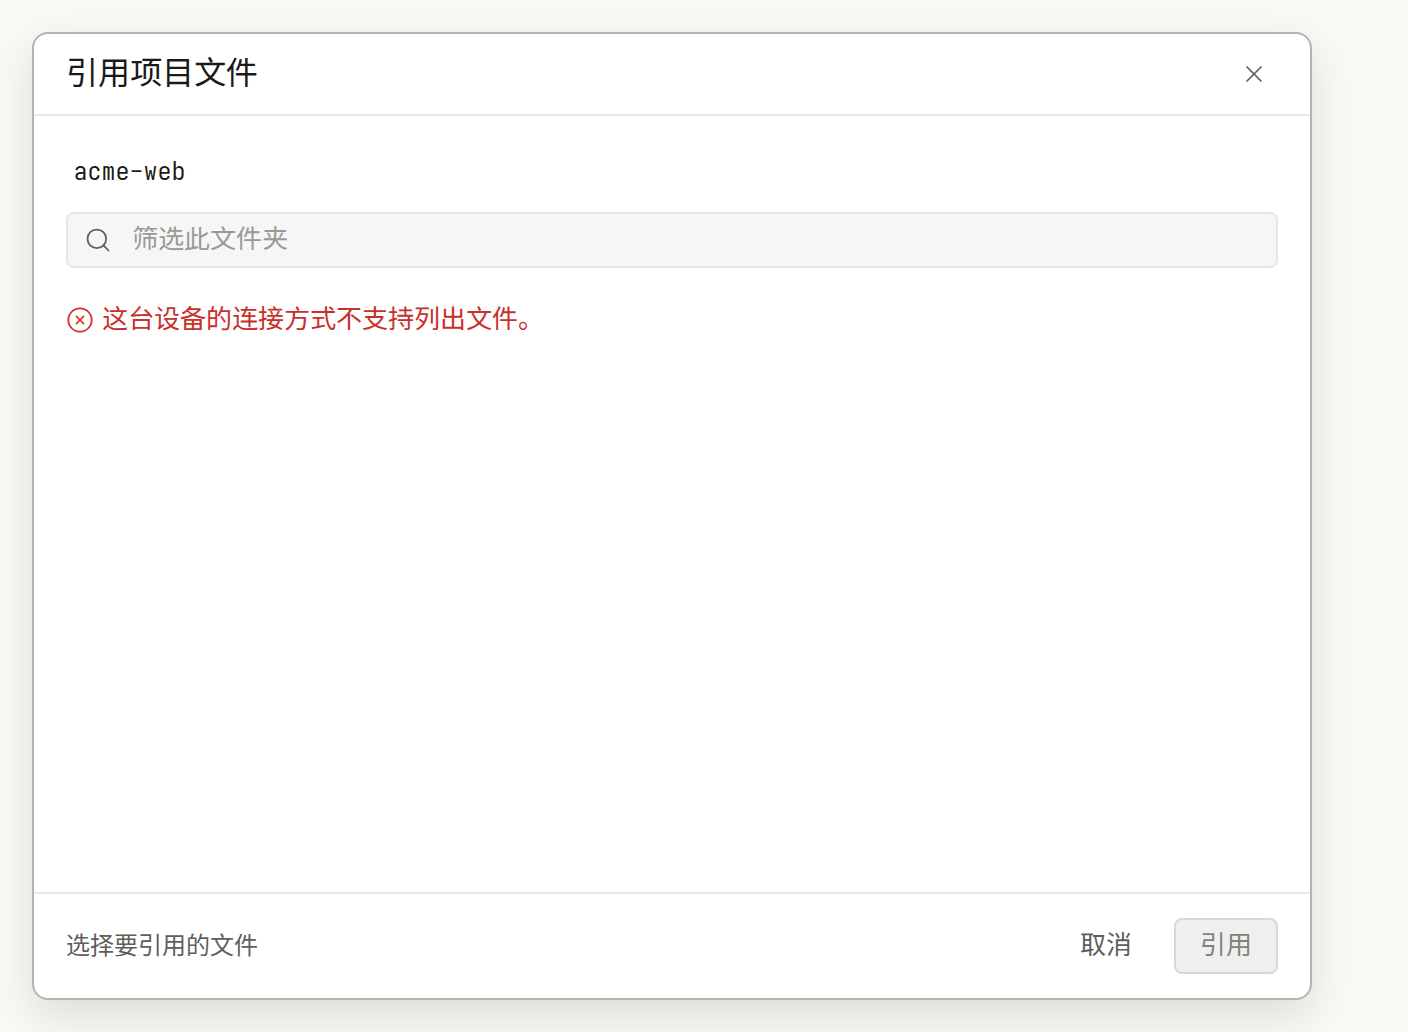 引用项目文件
acme-web
筛选此文件夹
这台设备的连接方式不支持列出文件。
选择要引用的文件
取消
引用